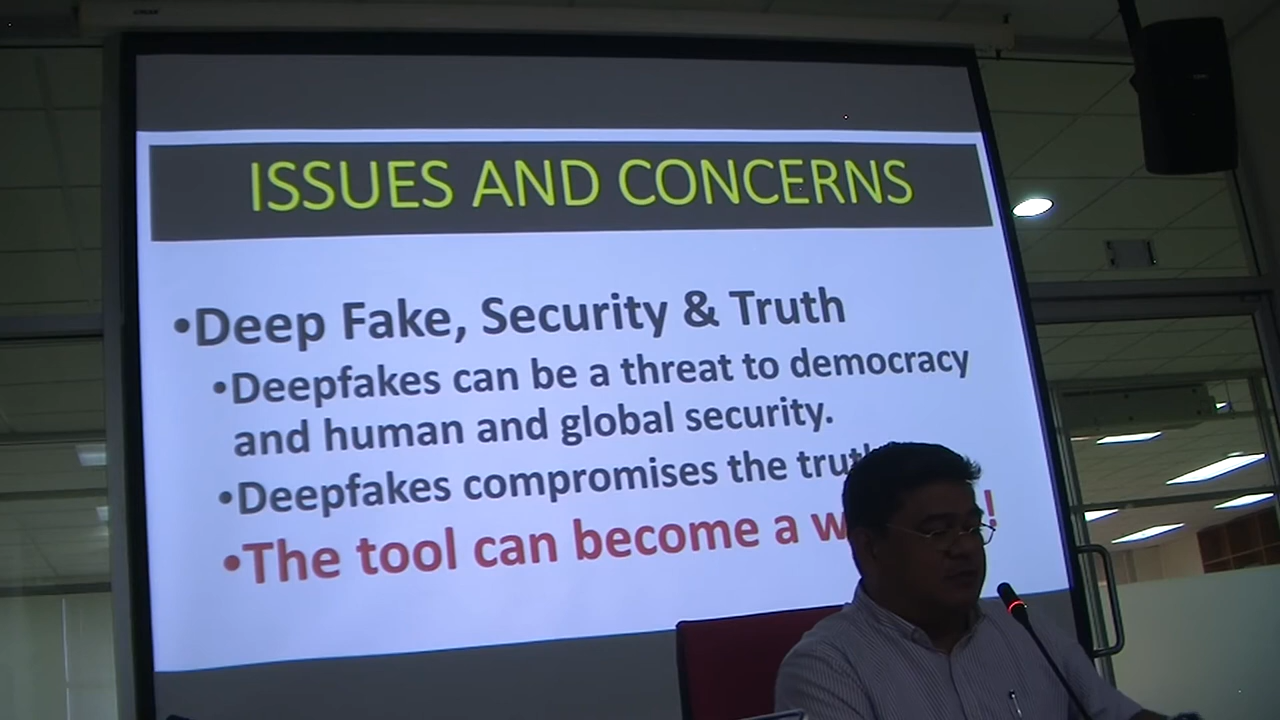 ISSUES AND CONCERNS
•Deep Fake, Security & Truth
•Deepfakes can be a threat to democracy
and human and global security.
•Deepfakes compromises the
•The tool can become a